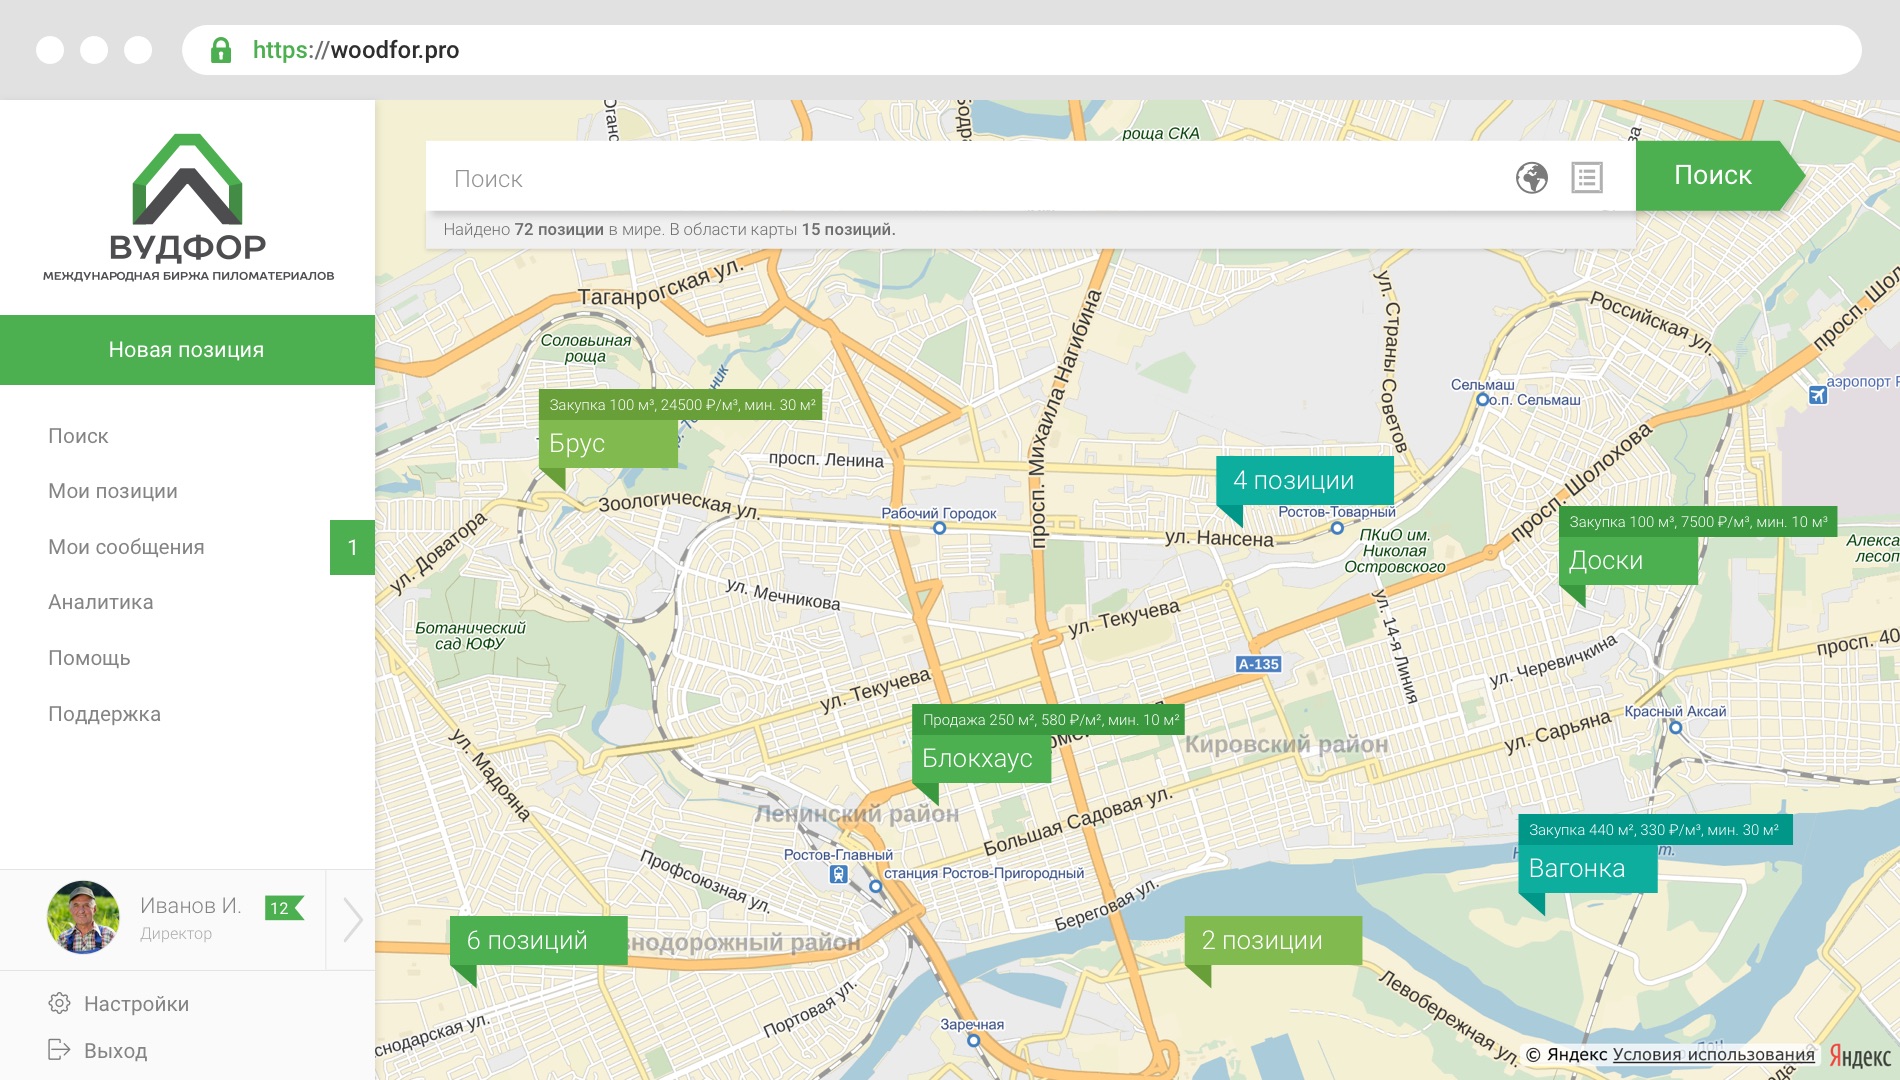 https://woodfor.pro
ВУДФОР
МЕЖДУНАРОДНАЯ БИРЖА ПИЛОМАТЕРИАЛОВ
Новая позиция
Поиск
Мои позиции
Мои сообщения
1
Аналитика
Помощь
Поддержка
Иванов И.
12
Директор
Настройки
Выход
Поиск
Поиск
Найдено 72 позиции в мире. В области карты 15 позиций.
роща СКА
Таганрогская ул.
Соловьиная
роща
просп. Михаила Нагибина
ул. Страны Советов
Российская ул.
просп. Шол
Сельмаш
о.п. Сельмаш
аэропорт Р
Закупка 100 м³, 24500 ₽/м³, мин. 30 м²
Брус
просп. Ленина
Зоологическая ул.
Рабочий Городок
4 позиции
Ростов-Товарный
ул. Нансена
ПКиО им.
Николая
Островского
просп. Шолохова
Закупка 100 м³, 7500 ₽/м³, мин. 10 м³
Доски
Алекса
лесоп
ул. Доватора
ул. Мечникова
Ботанический
сад ЮФУ
ул. Текучева
ул. 14-я Линия
А-135
ул. Черевичкина
просп. 40
ул. Текучева
Продажа 250 м², 580 ₽/м², мин. 10 м²
Блокхаус
Кировский район
Красный Аксай
ул. Сарьяна
ул. Мадояна
Ленинский район
Большая Садовая ул.
Закупка 440 м², 330 ₽/м³, мин. 30 м²
Вагонка
Ростов-Главный
станция Ростов-Пригородный
Профсоюзная ул.
Береговая ул.
6 позиций
знодорожный район
2 позиции
Левобережная ул.
Портовая ул.
Заречная
снодарская ул.
© Яндекс Условия использования
Яндекс